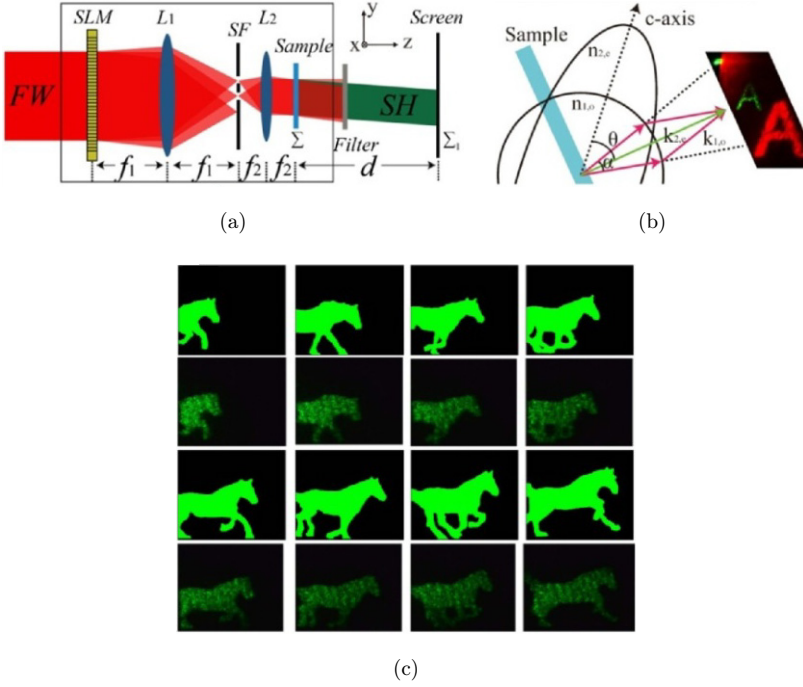 SLM L₁ SF L2 Sample y x z Screen
FW SH
Σ Filter Σ₁
f₁ f₁ f₂ f₂ d
(a)
Sample c-axis
n₂,e
n₁,o
θ k₂,e k₁,o
α
A A
(b)
(c)